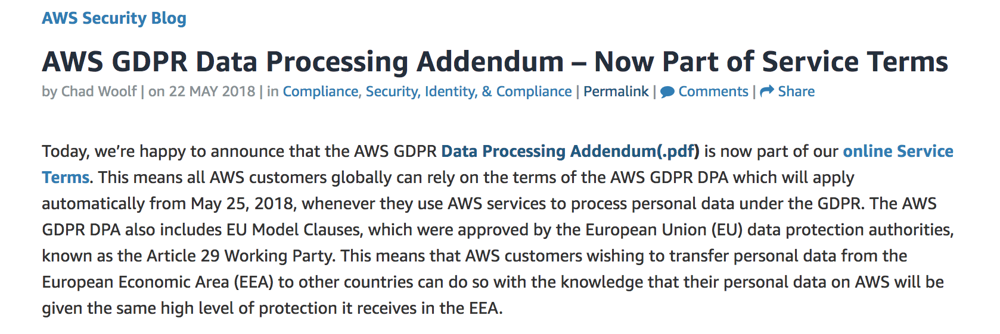 AWS Security Blog
AWS GDPR Data Processing Addendum – Now Part of Service Terms
by Chad Woolf | on 22 MAY 2018 | in Compliance, Security, Identity, & Compliance | Permalink | Comments | Share
Today, we’re happy to announce that the AWS GDPR Data Processing Addendum(.pdf) is now part of our online Service
Terms. This means all AWS customers globally can rely on the terms of the AWS GDPR DPA which will apply
automatically from May 25, 2018, whenever they use AWS services to process personal data under the GDPR. The AWS
GDPR DPA also includes EU Model Clauses, which were approved by the European Union (EU) data protection authorities,
known as the Article 29 Working Party. This means that AWS customers wishing to transfer personal data from the
European Economic Area (EEA) to other countries can do so with the knowledge that their personal data on AWS will be
given the same high level of protection it receives in the EEA.